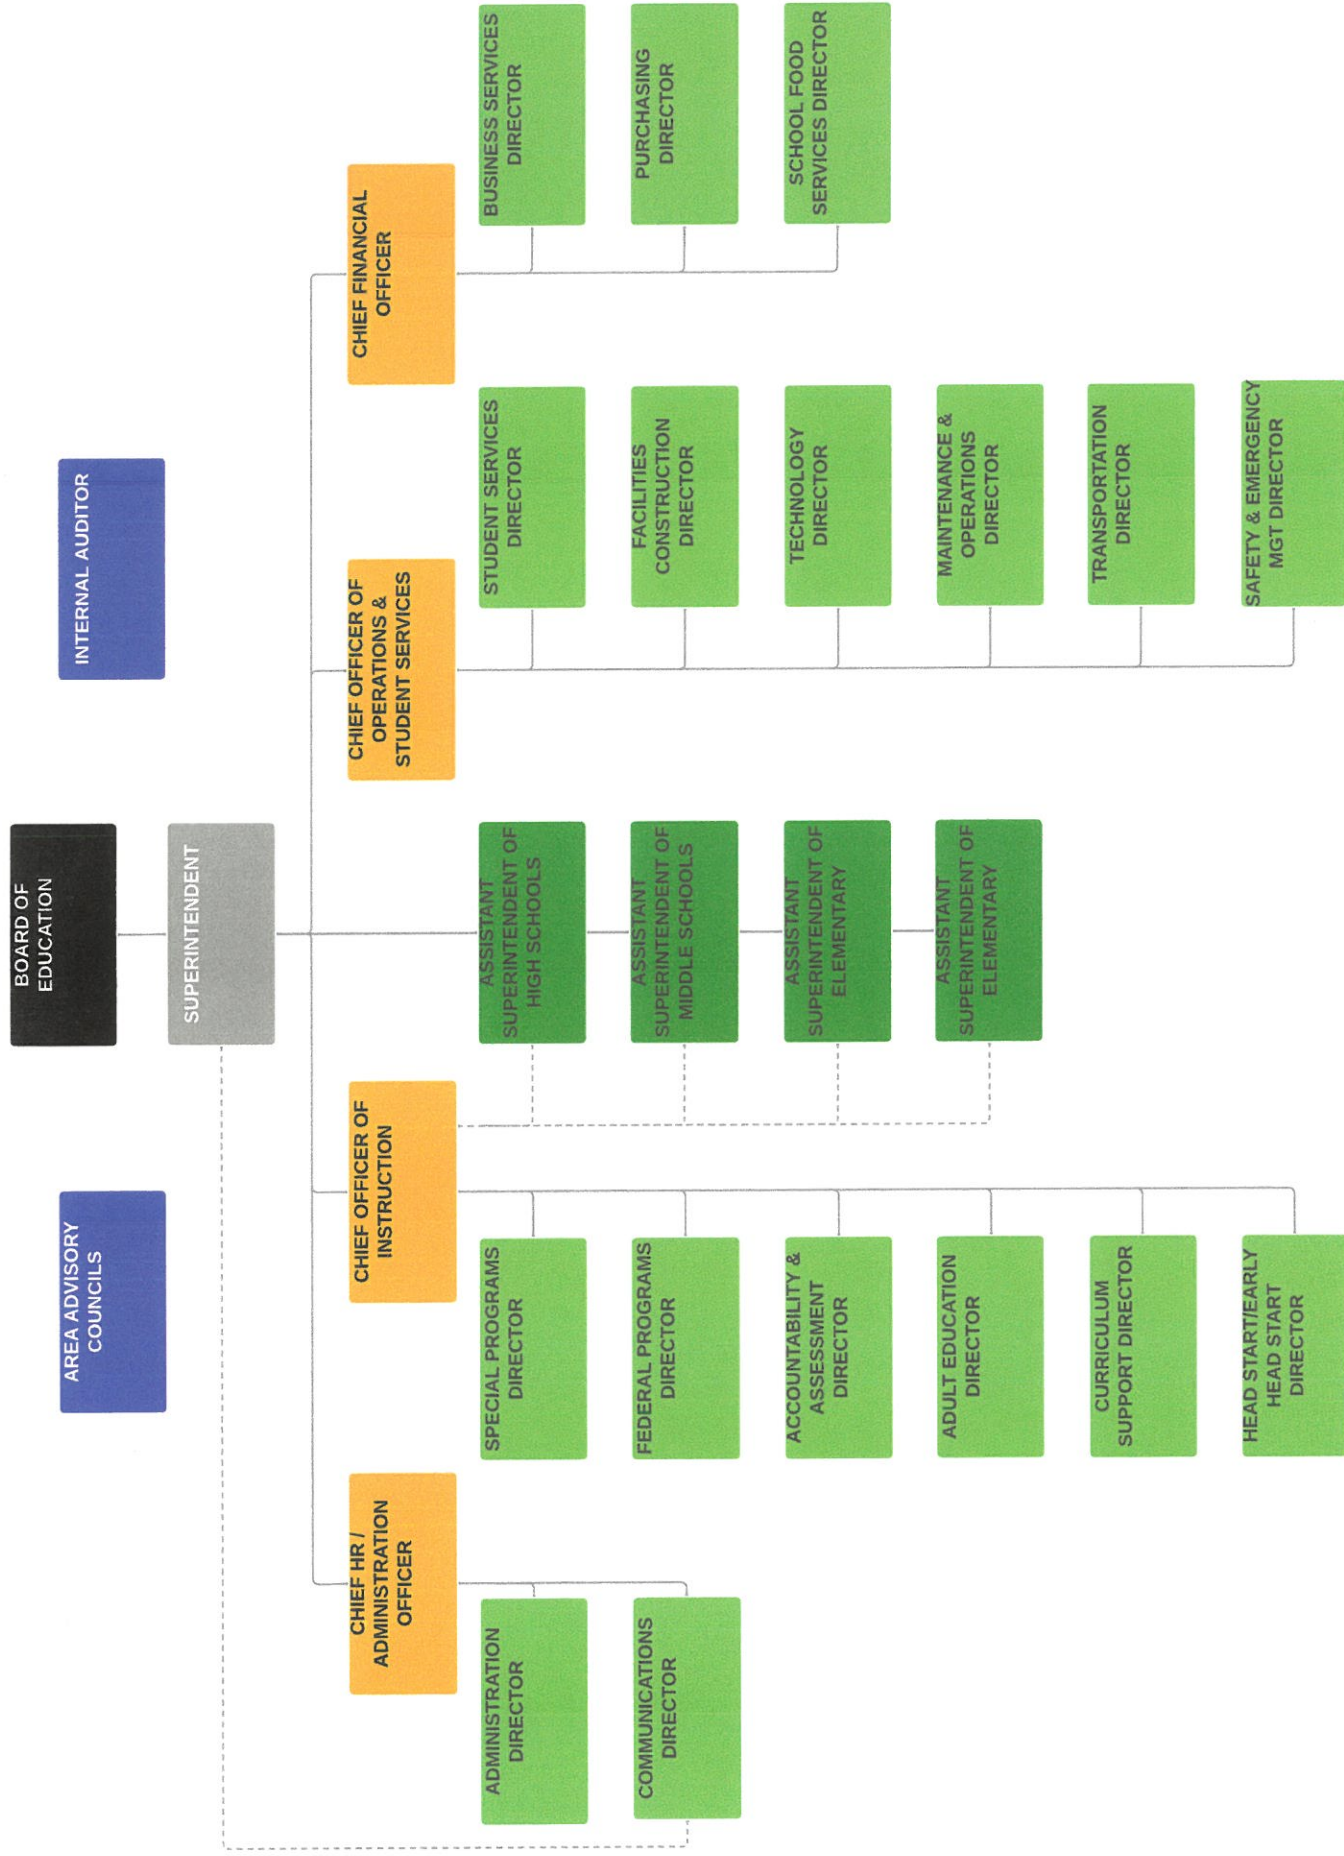 BOARD OF
EDUCATION
AREA ADVISORY
COUNCILS
INTERNAL AUDITOR
SUPERINTENDENT
CHIEF HR /
ADMINISTRATION
OFFICER
CHIEF OFFICER OF
INSTRUCTION
CHIEF OFFICER OF
OPERATIONS &
STUDENT SERVICES
CHIEF FINANCIAL
OFFICER
ADMINISTRATION
DIRECTOR
COMMUNICATIONS
DIRECTOR
SPECIAL PROGRAMS
DIRECTOR
FEDERAL PROGRAMS
DIRECTOR
ACCOUNTABILITY &
ASSESSMENT
DIRECTOR
ADULT EDUCATION
DIRECTOR
CURRICULUM
SUPPORT DIRECTOR
HEAD START/EARLY
HEAD START
DIRECTOR
ASSISTANT
SUPERINTENDENT OF
HIGH SCHOOLS
ASSISTANT
SUPERINTENDENT OF
MIDDLE SCHOOLS
ASSISTANT
SUPERINTENDENT OF
ELEMENTARY
ASSISTANT
SUPERINTENDENT OF
ELEMENTARY
STUDENT SERVICES
DIRECTOR
FACILITIES
CONSTRUCTION
DIRECTOR
TECHNOLOGY
DIRECTOR
MAINTENANCE &
OPERATIONS
DIRECTOR
TRANSPORTATION
DIRECTOR
SAFETY & EMERGENCY
MGT DIRECTOR
BUSINESS SERVICES
DIRECTOR
PURCHASING
DIRECTOR
SCHOOL FOOD
SERVICES DIRECTOR